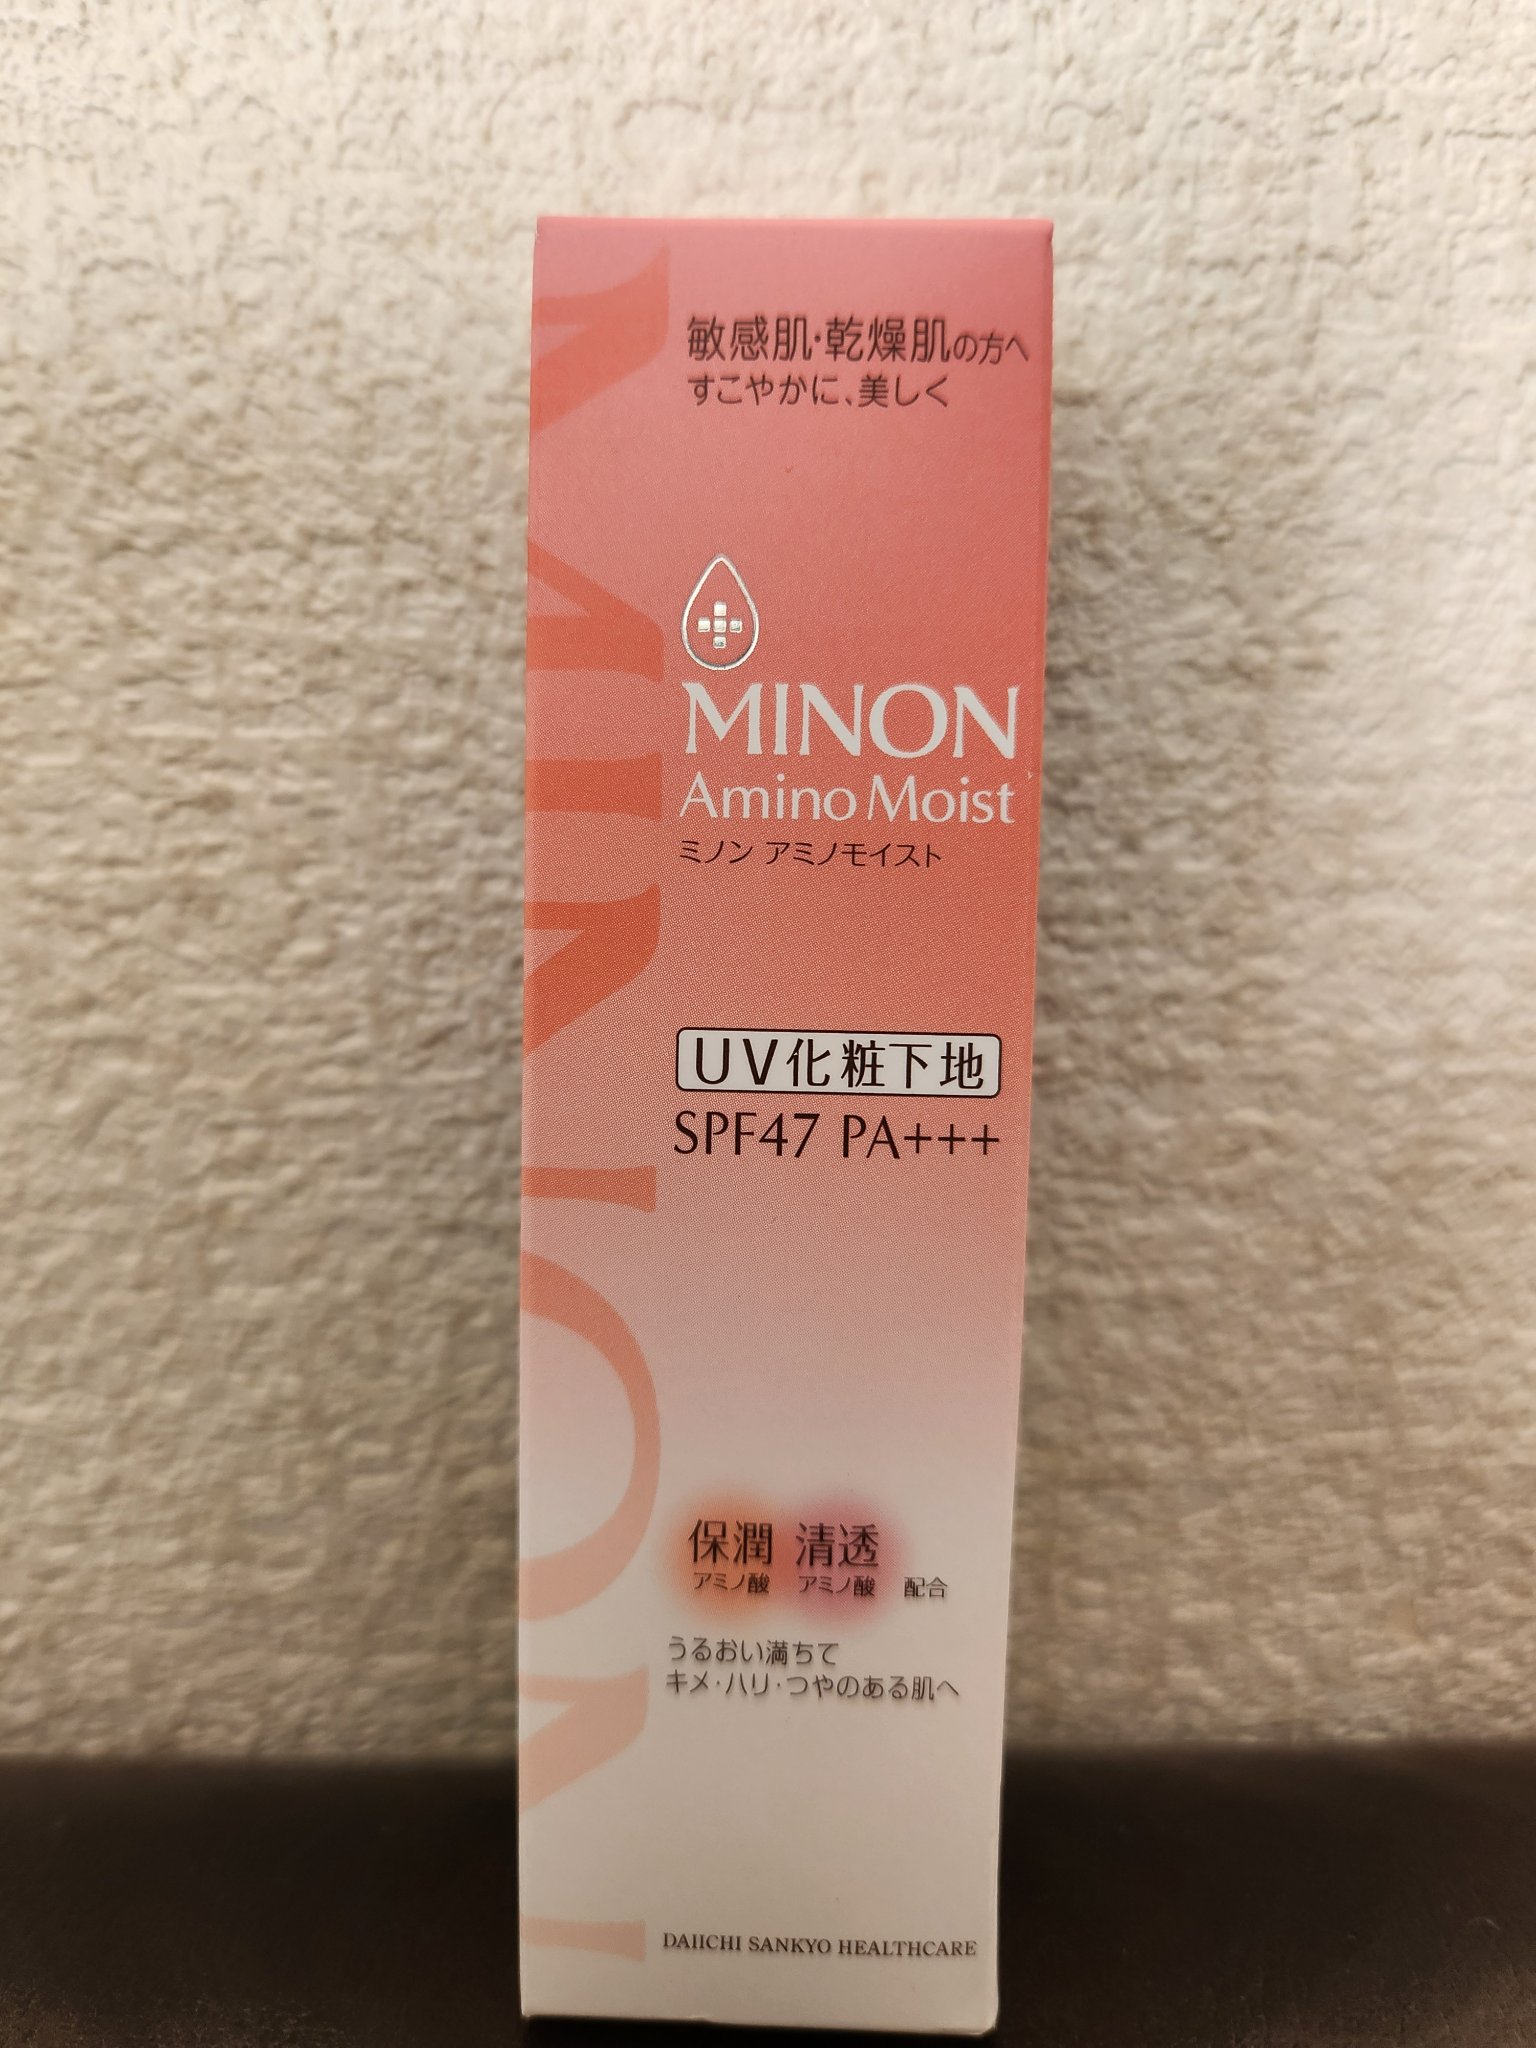 敏感肌・乾燥肌の方へ
すこやかに、美しく
MINON
Amino Moist
ミノン アミノモイスト
UV化粧下地
SPF47 PA+++
保潤 清透
アミノ酸 アミノ酸 配合
うるおい満ちて
キメ・ハリ・つやのある肌へ
DAIICHI SANKYO HEALTHCARE
MINON